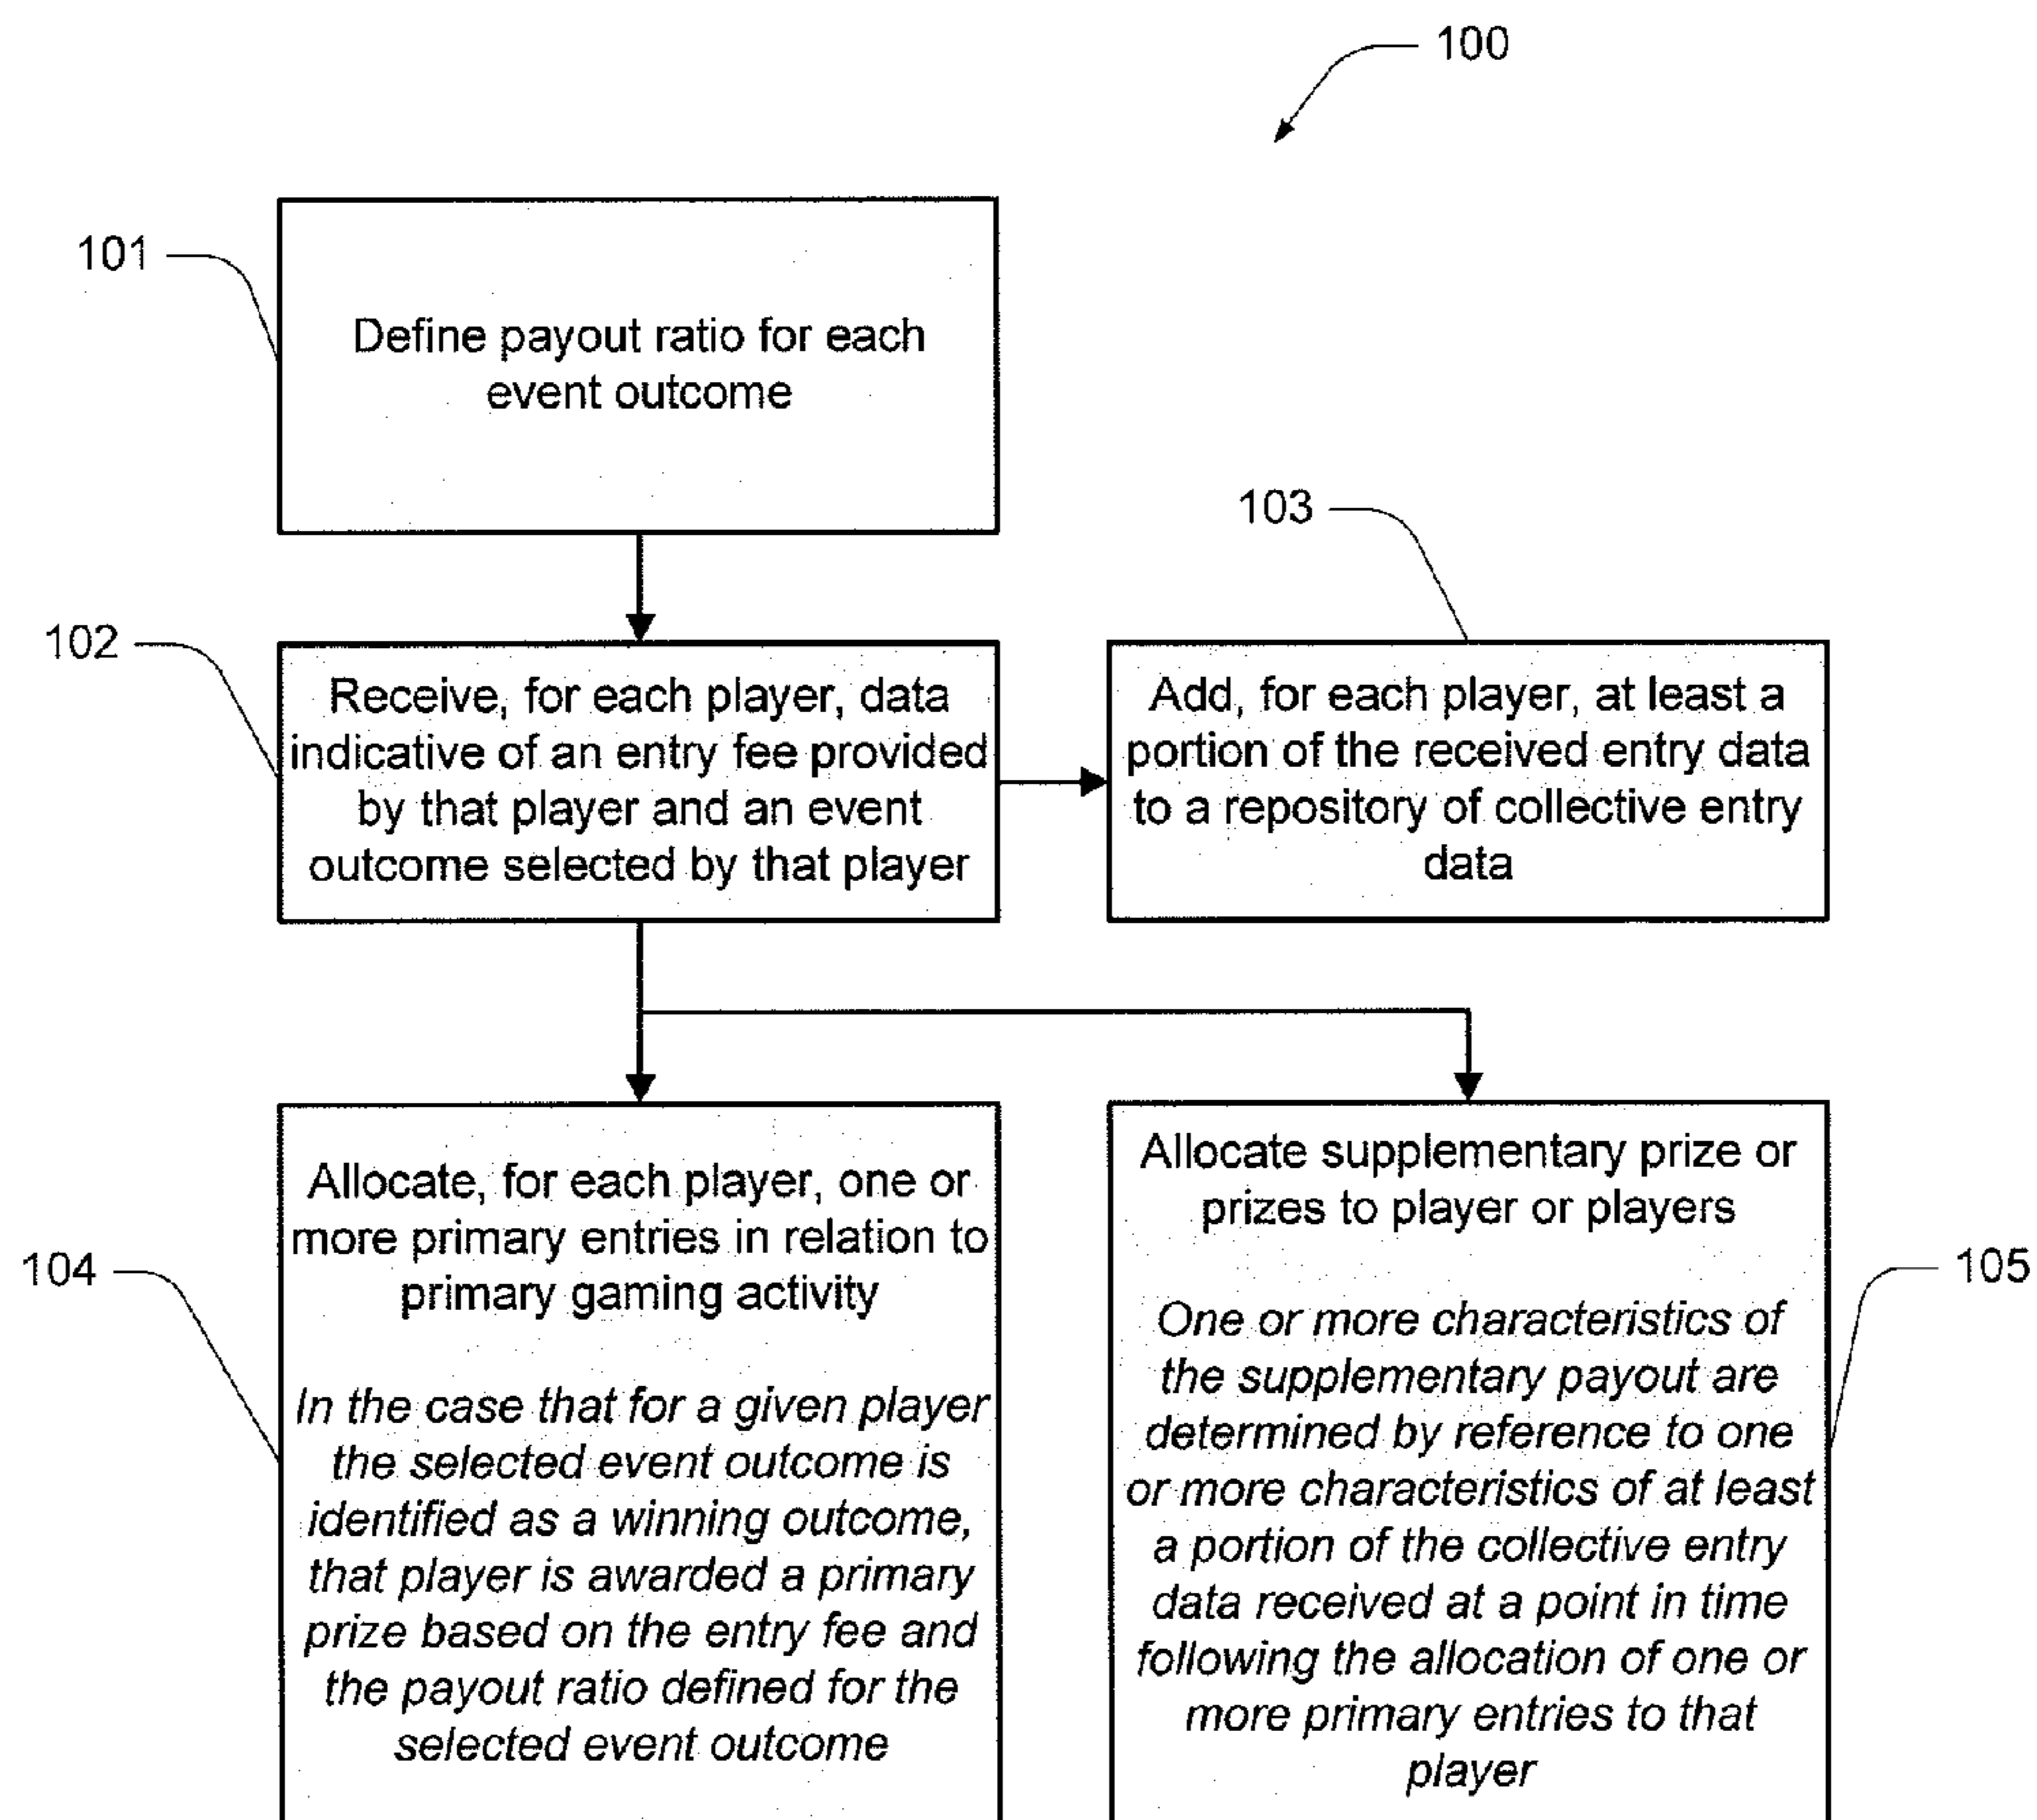 100
101
Define payout ratio for each
event outcome
103
102
Receive, for each player, data
indicative of an entry fee provided
by that player and an event
outcome selected by that player
Add, for each player, at least a
portion of the received entry data
to a repository of collective entry
data
104
Allocate, for each player, one or
more primary entries in relation to
primary gaming activity
In the case that for a given player
the selected event outcome is
identified as a winning outcome,
that player is awarded a primary
prize based on the entry fee and
the payout ratio defined for the
selected event outcome
Allocate supplementary prize or
prizes to player or players
One or more characteristics of
the supplementary payout are
determined by reference to one
or more characteristics of at least
a portion of the collective entry
data received at a point in time
following the allocation of one or
more primary entries to that
player
105